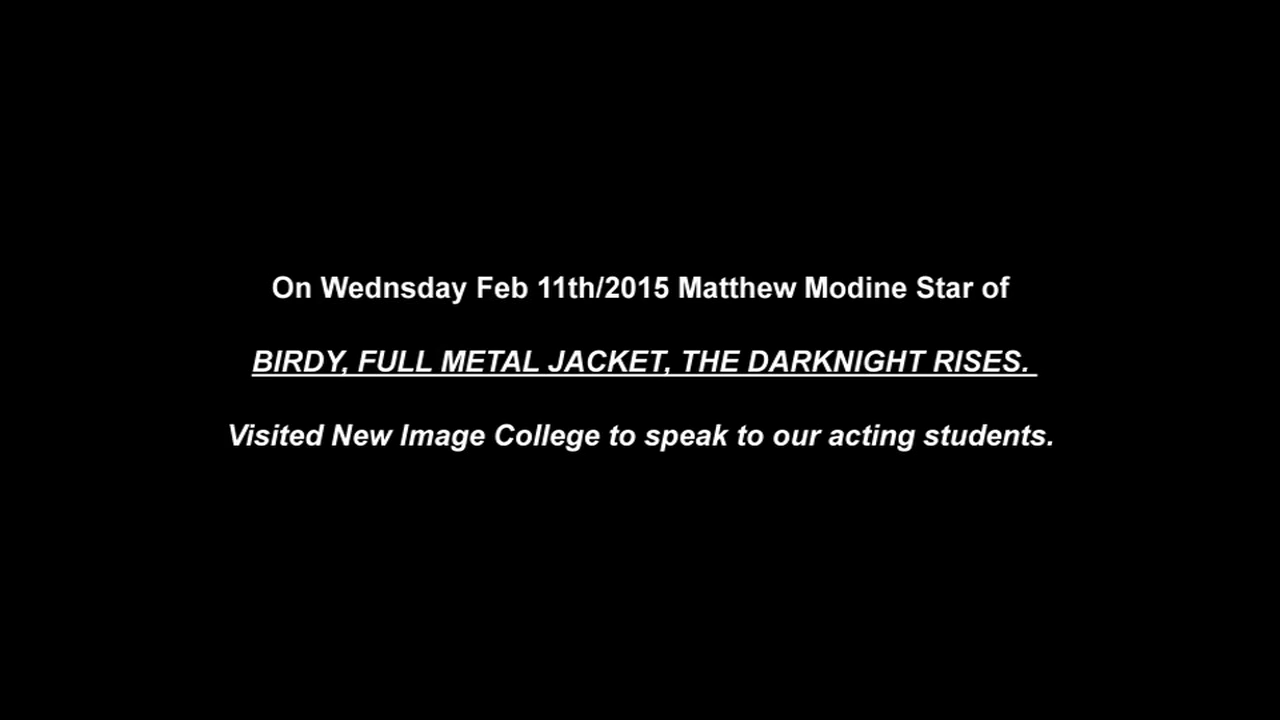 On Wednsday Feb 11th/2015 Matthew Modine Star of
BIRDY, FULL METAL JACKET, THE DARKNIGHT RISES.
Visited New Image College to speak to our acting students.